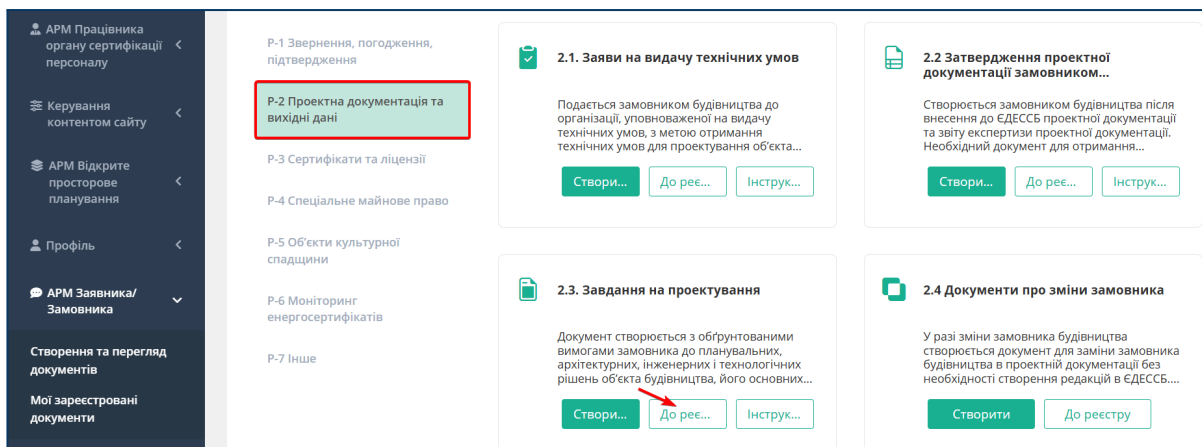 АРМ Працівника
органу сертифікації
персоналу
Керування
контентом сайту
АРМ Відкрите
просторове
планування
Профіль
АРМ Заявника/
Замовника
Створення та перегляд
документів
Мої зареєстровані
документи
Р-1 Звернення, погодження,
підтвердження
Р-2 Проектна документація та
вихідні дані
Р-3 Сертифікати та ліцензії
Р-4 Спеціальне майнове право
Р-5 Об'єкти культурної
спадщини
Р-6 Моніторинг
енергосертифікатів
Р-7 Інше
2.1. Заяви на видачу технічних умов
Подається замовником будівництва до
організації, уповноваженої на видачу
технічних умов, з метою отримання
технічних умов для проектування об'єкта...
Створи...
До реє...
Інструк...
2.2 Затвердження проектної
документації замовником...
Створюється замовником будівництва після
внесення до ЄДЕССБ проектної документації
та звіту експертизи проектної документації.
Необхідний документ для отримання...
Створи...
До реє...
Інструк...
2.3. Завдання на проектування
Документ створюється з обґрунтованими
вимогами замовника до планувальних,
архітектурних, інженерних і технологічних
рішень об'єкта будівництва, його основних...
Створи...
До реє...
Інструк...
2.4 Документи про зміни замовника
У разі зміни замовника будівництва
створюється документ для заміни замовника
будівництва в проектній документації без
необхідності створення редакцій в ЄДЕССБ....
Створити
До реєстру